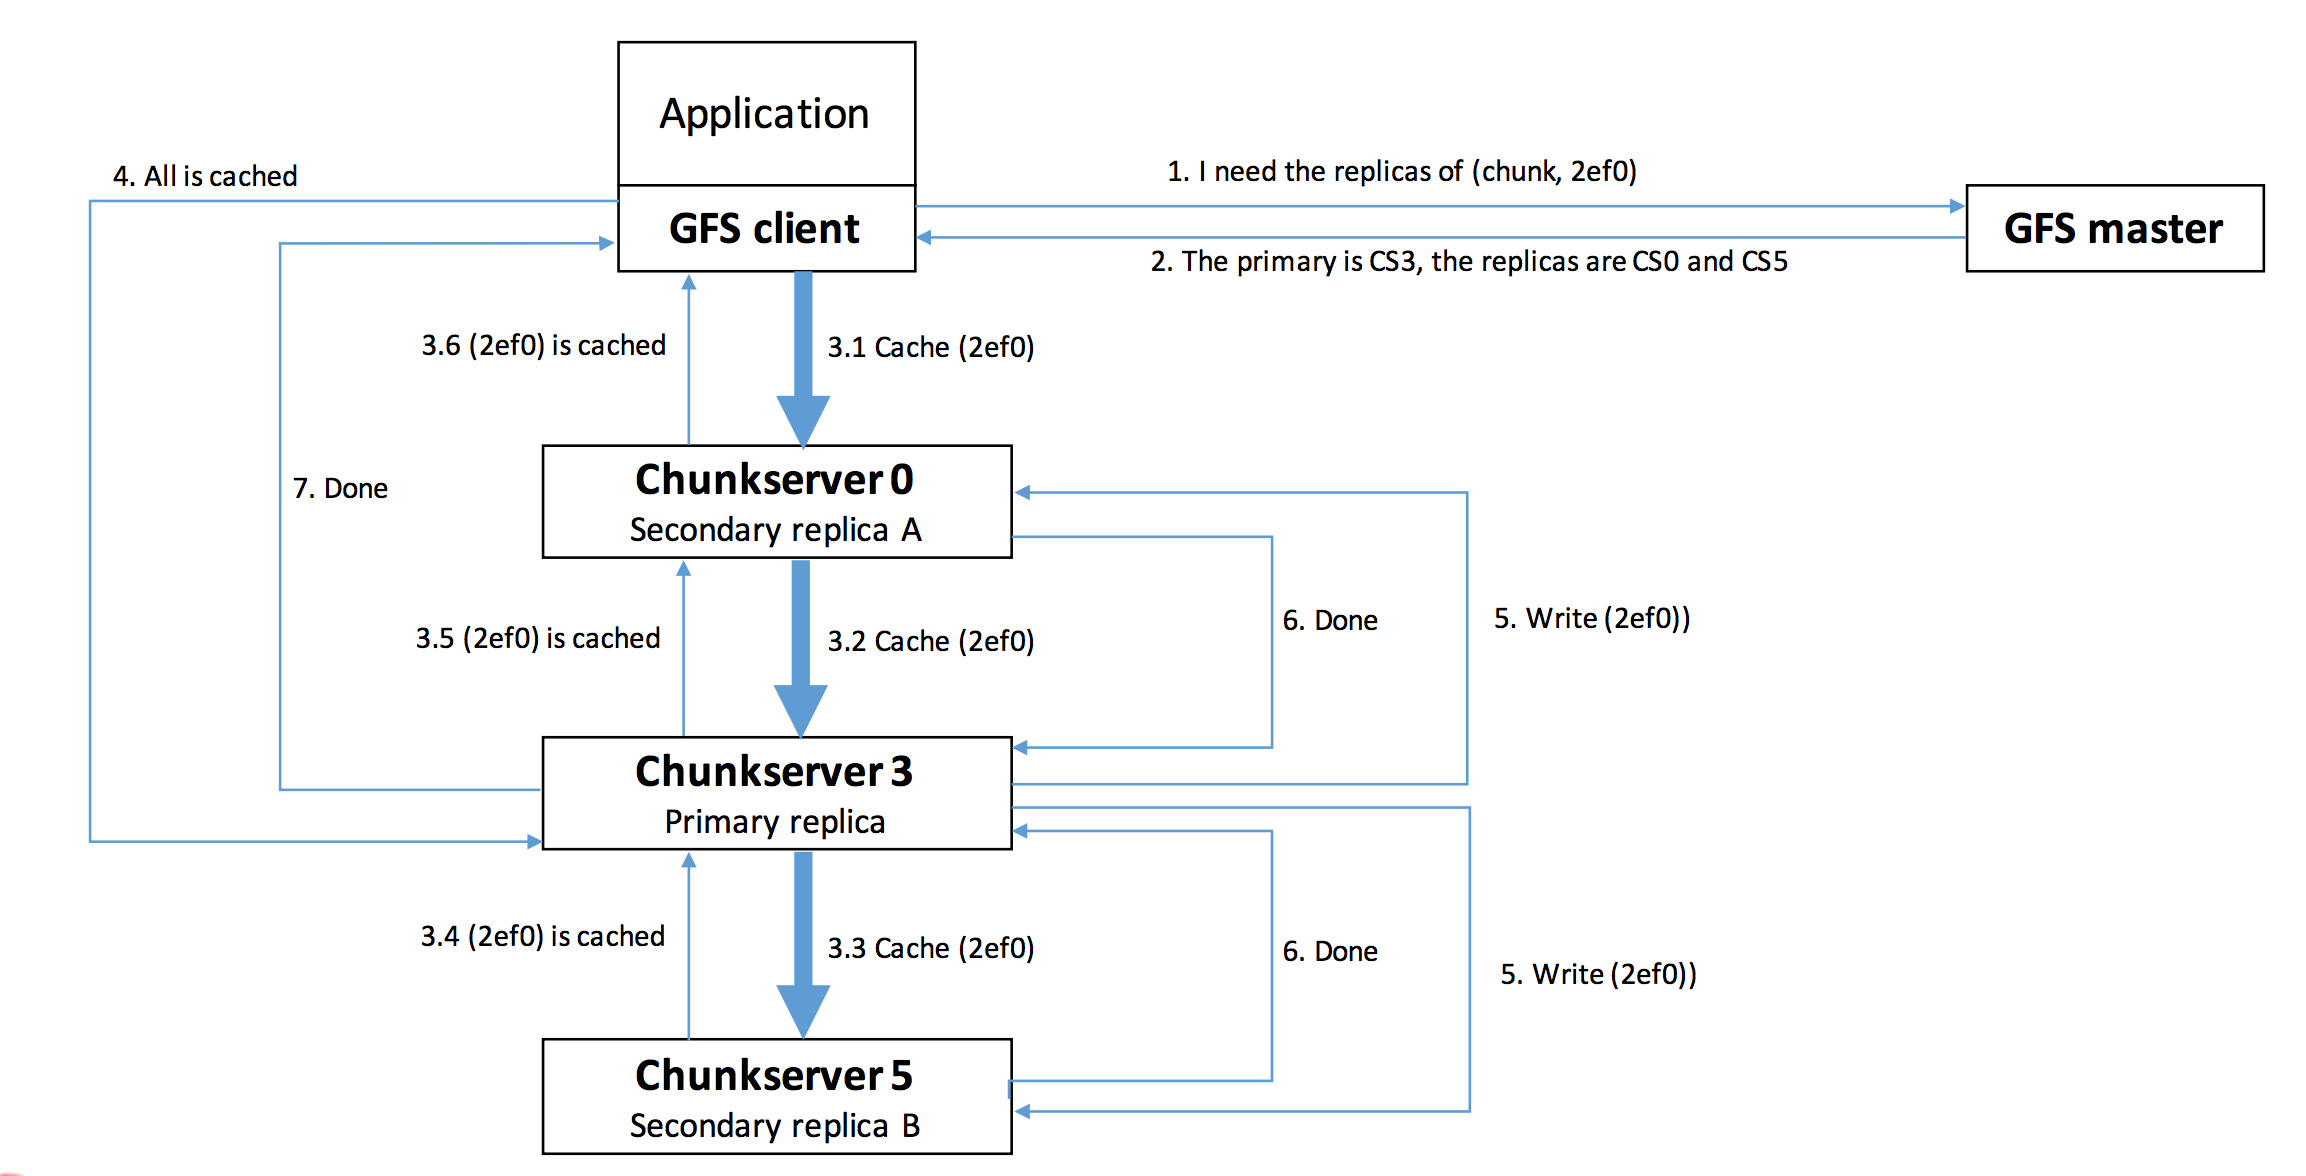 Application
4. All is cached
1. I need the replicas of (chunk, 2ef0)
GFS client
GFS master
2. The primary is CS3, the replicas are CS0 and CS5
3.6 (2ef0) is cached
3.1 Cache (2ef0)
Chunkserver 0
Secondary replica A
7. Done
6. Done
5. Write (2ef0))
3.5 (2ef0) is cached
3.2 Cache (2ef0)
Chunkserver 3
Primary replica
3.4 (2ef0) is cached
3.3 Cache (2ef0)
6. Done
5. Write (2ef0))
Chunkserver 5
Secondary replica B